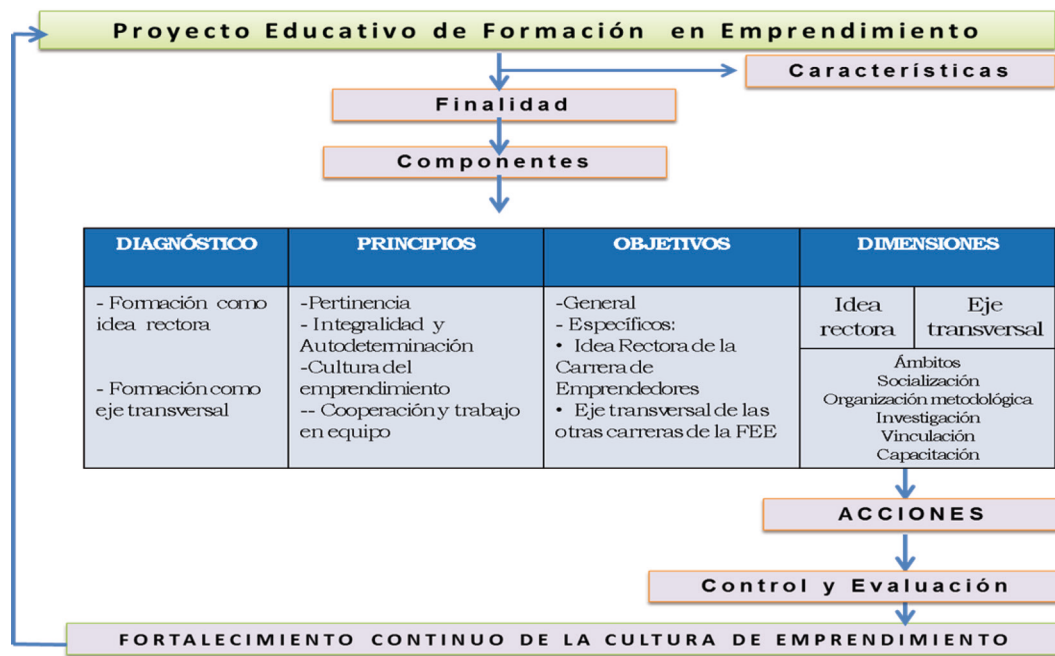 Proyecto Educativo de Formación en Emprendimiento
Características
Finalidad
Componentes
DIAGNÓSTICO
- Formación como
idea rectora
- Formación como
eje transversal
PRINCIPIOS
-Pertinencia
- Integralidad y
Autodeterminación
-Cultura del
emprendimiento
-- Cooperación y trabajo
en equipo
OBJETIVOS
-General
- Específicos:
• Idea Rectora de la
Carrera de
Emprendedores
• Eje transversal de las
otras carreras de la FEE
DIMENSIONES
Idea
rectora
Eje
transversal
Ámbitos
Socialización
Organización metodológica
Investigación
Vinculación
Capacitación
ACCIONES
Control y Evaluación
FORTALECIMIENTO CONTINUO DE LA CULTURA DE EMPRENDIMIENTO